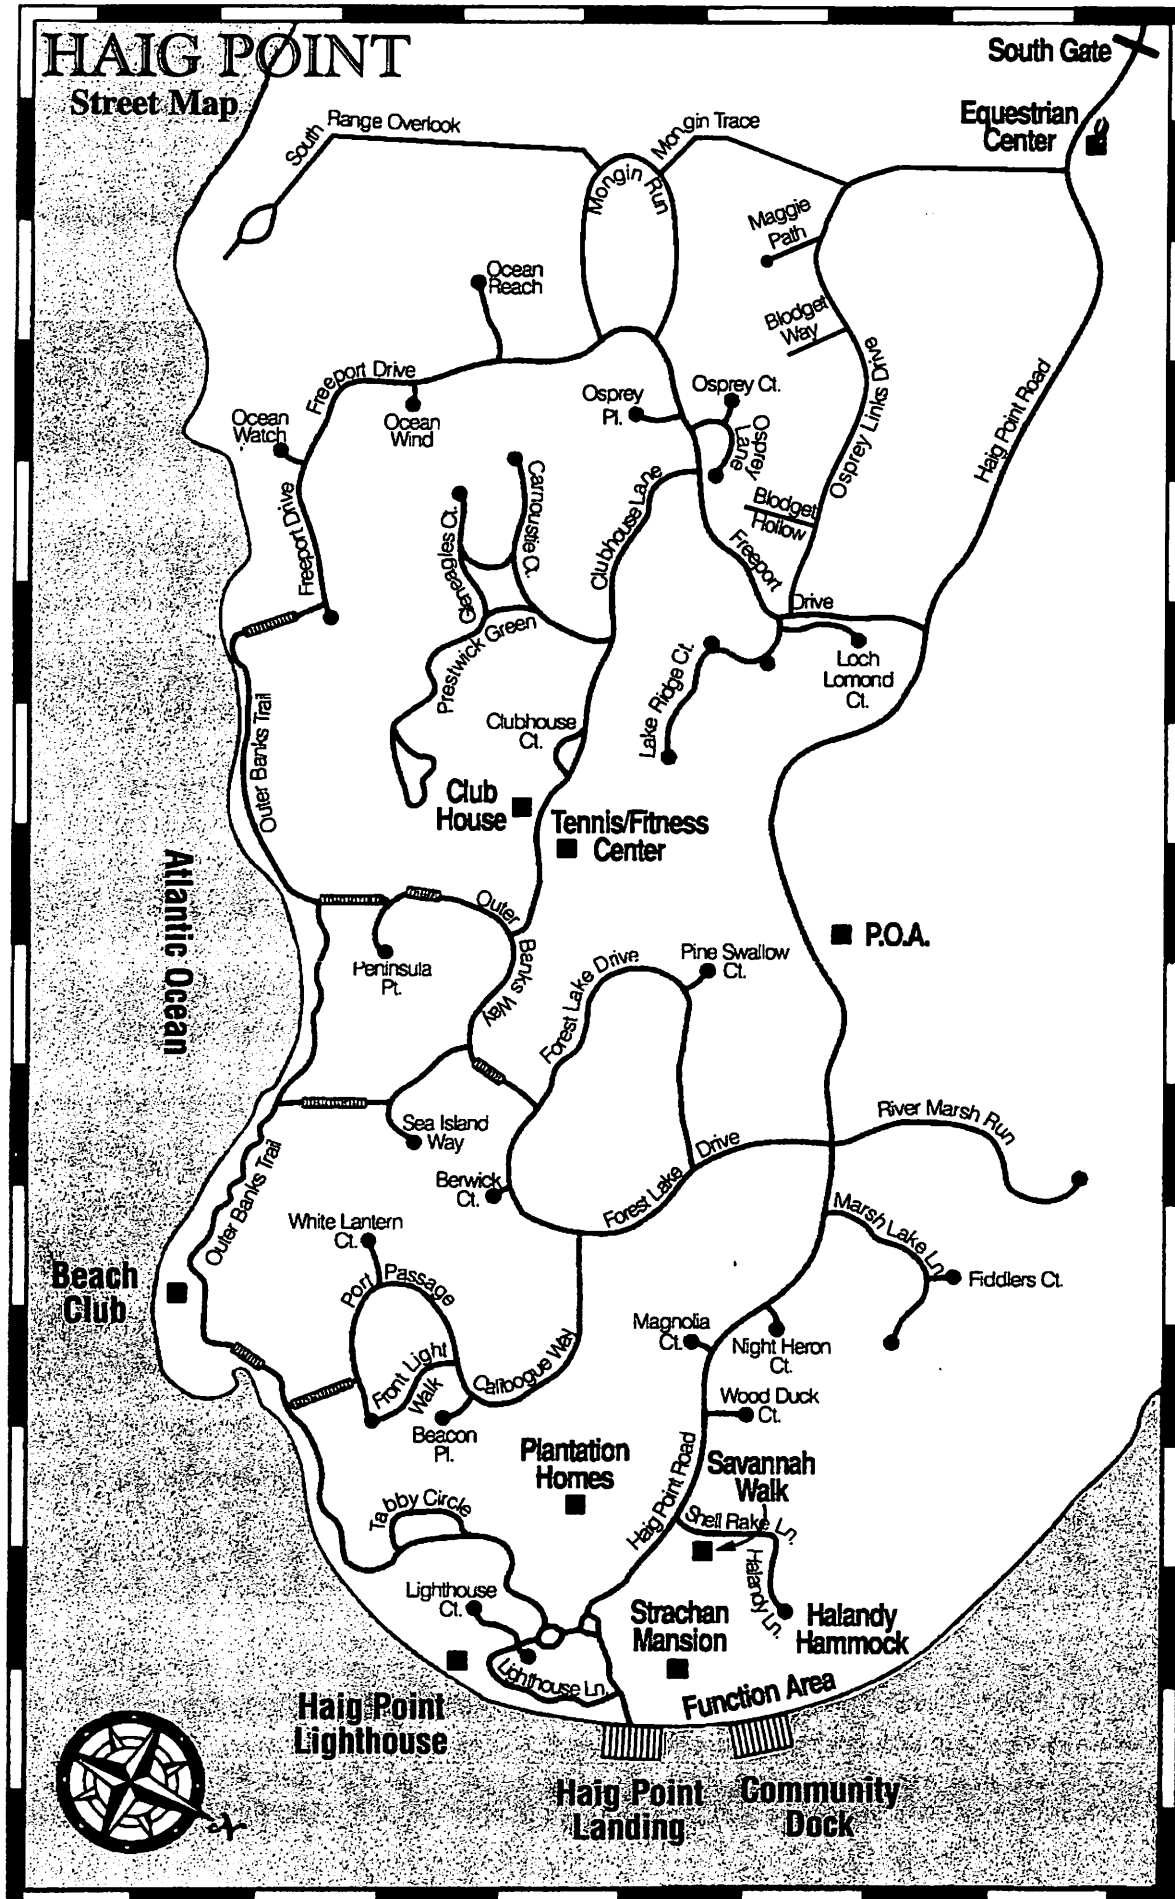 HAIG POINT
Street Map
South Gate
Equestrian
Center
South Range Overlook
Mongin Trace
Mongin Run
Maggie
Path
Ocean
Reach
Blodget
Way
Freeport Drive
Osprey
Pl.
Osprey Ct.
Osprey
Lane
Osprey Links Drive
Haig Point Road
Ocean
Watch
Ocean
Wind
Carnoustie Ct.
Gleneagles Ct.
Clubhouse Lane
Blodget
Hollow
Freeport Drive
Freeport
Drive
Prestwick Green
Lake Ridge Ct.
Loch
Lomond
Ct.
Clubhouse
Ct.
Outer Banks Trail
Club
House
Tennis/Fitness
Center
Atlantic Ocean
Outer
Banks Way
P.O.A.
Peninsula
Pt.
Forest Lake Drive
Pine Swallow
Ct.
Sea Island
Way
River Marsh Run
Outer Banks Trail
Berwick
Ct.
Forest Lake Drive
Marsh Lake Ln.
White Lantern
Ct.
Port Passage
Beach
Club
Fiddlers Ct.
Magnolia
Ct.
Night Heron
Ct.
Front Light
Walk
Calibogue Way
Wood Duck
Ct.
Beacon
Pl.
Plantation
Homes
Haig Point Road
Savannah
Walk
Tabby Circle
Shell Rake Ln.
Halandy Ln.
Lighthouse
Ct.
Strachan
Mansion
Halandy
Hammock
Lighthouse Ln.
Function Area
Haig Point
Lighthouse
Haig Point
Landing
Community
Dock